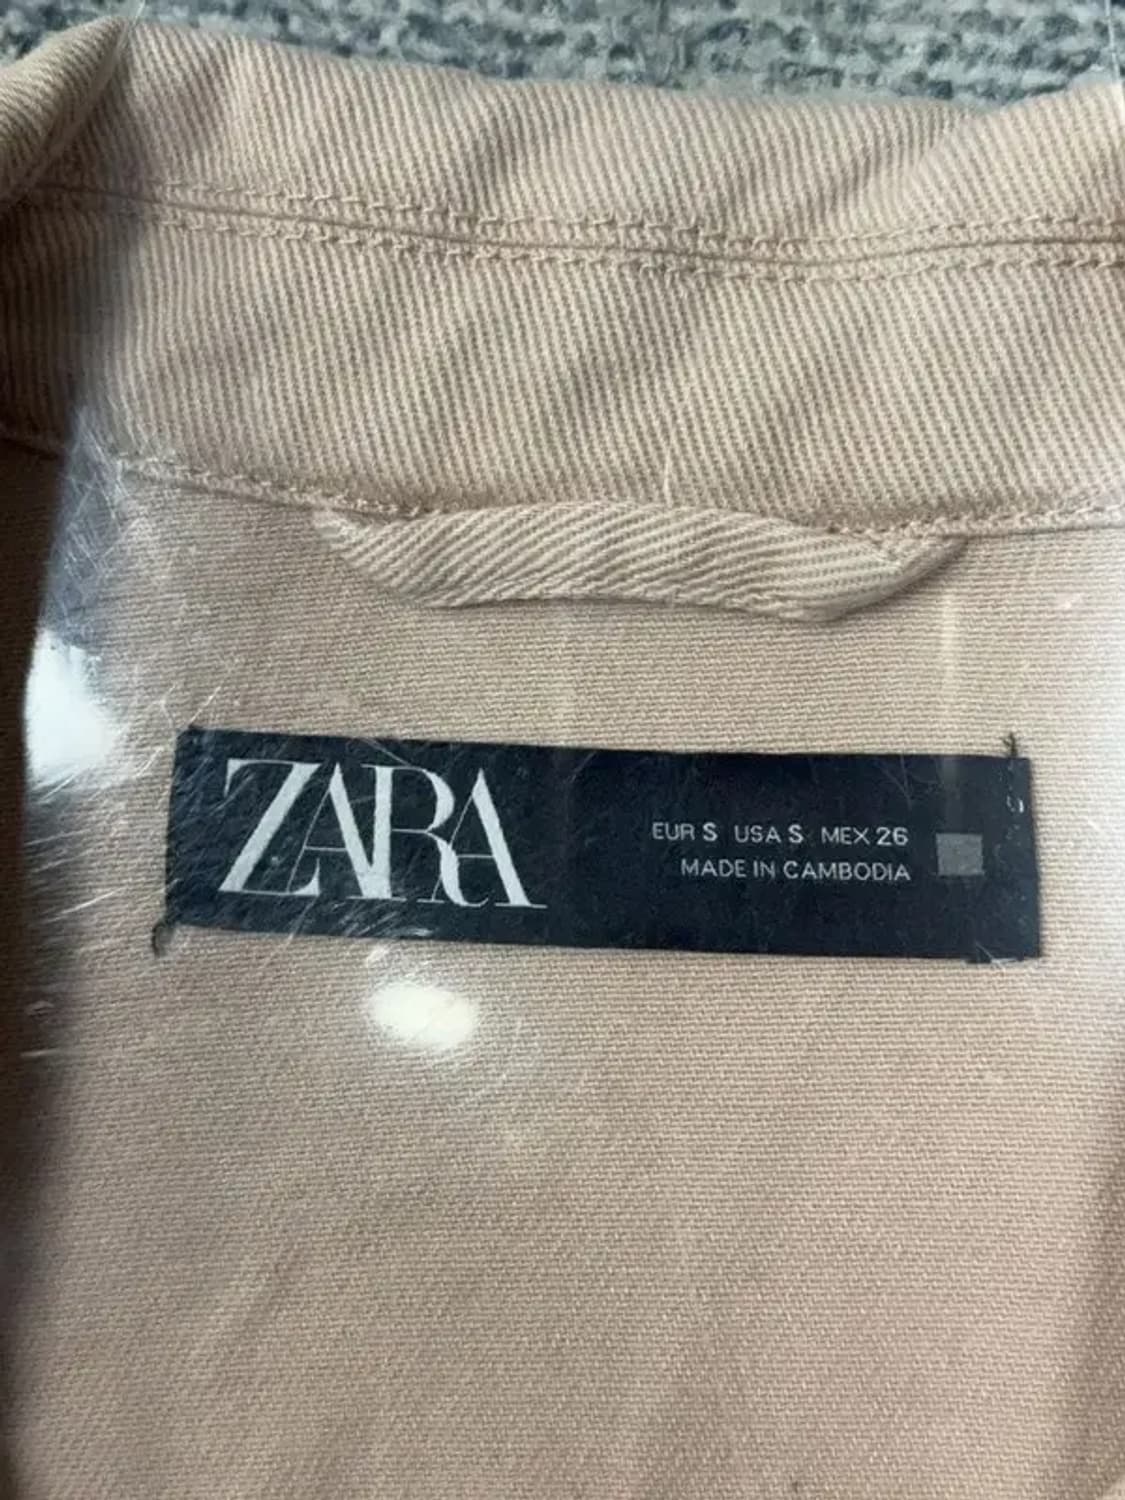 ZARA
EUR S USA S MEX 26
MADE IN CAMBODIA